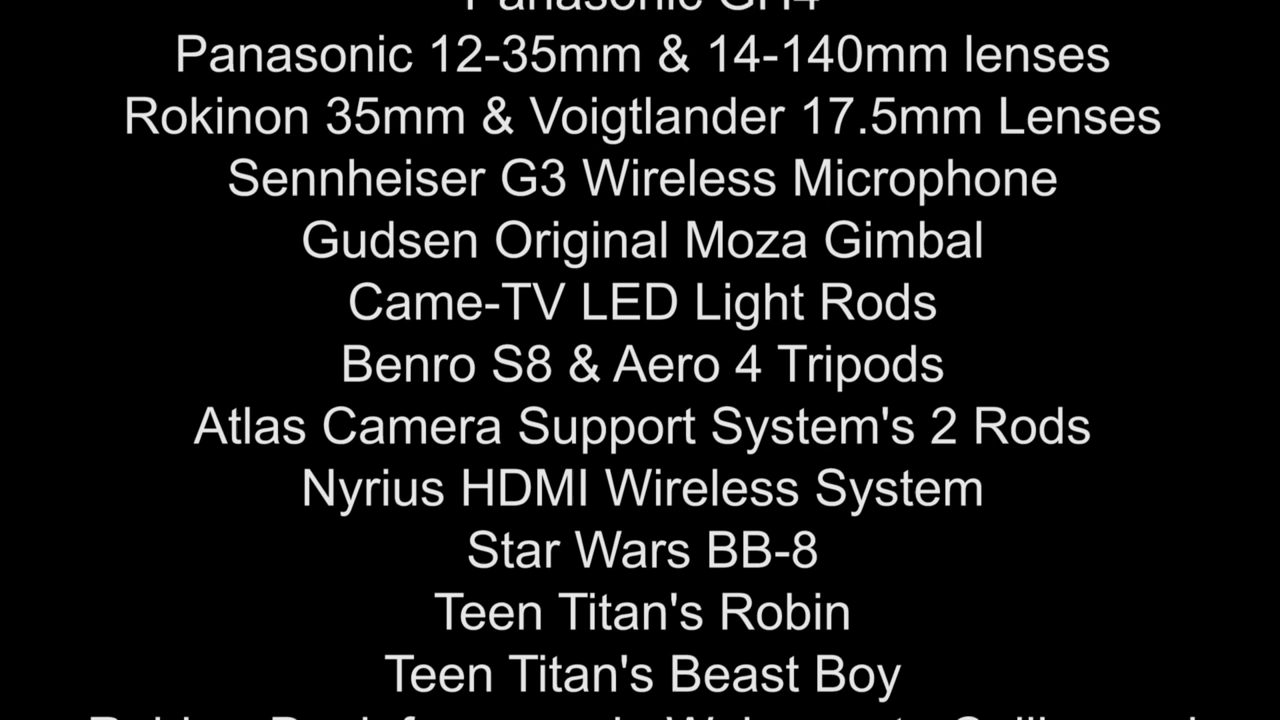 Panasonic GH4
Panasonic 12-35mm & 14-140mm lenses
Rokinon 35mm & Voigtlander 17.5mm Lenses
Sennheiser G3 Wireless Microphone
Gudsen Original Moza Gimbal
Came-TV LED Light Rods
Benro S8 & Aero 4 Tripods
Atlas Camera Support System's 2 Rods
Nyrius HDMI Wireless System
Star Wars BB-8
Teen Titan's Robin
Teen Titan's Beast Boy